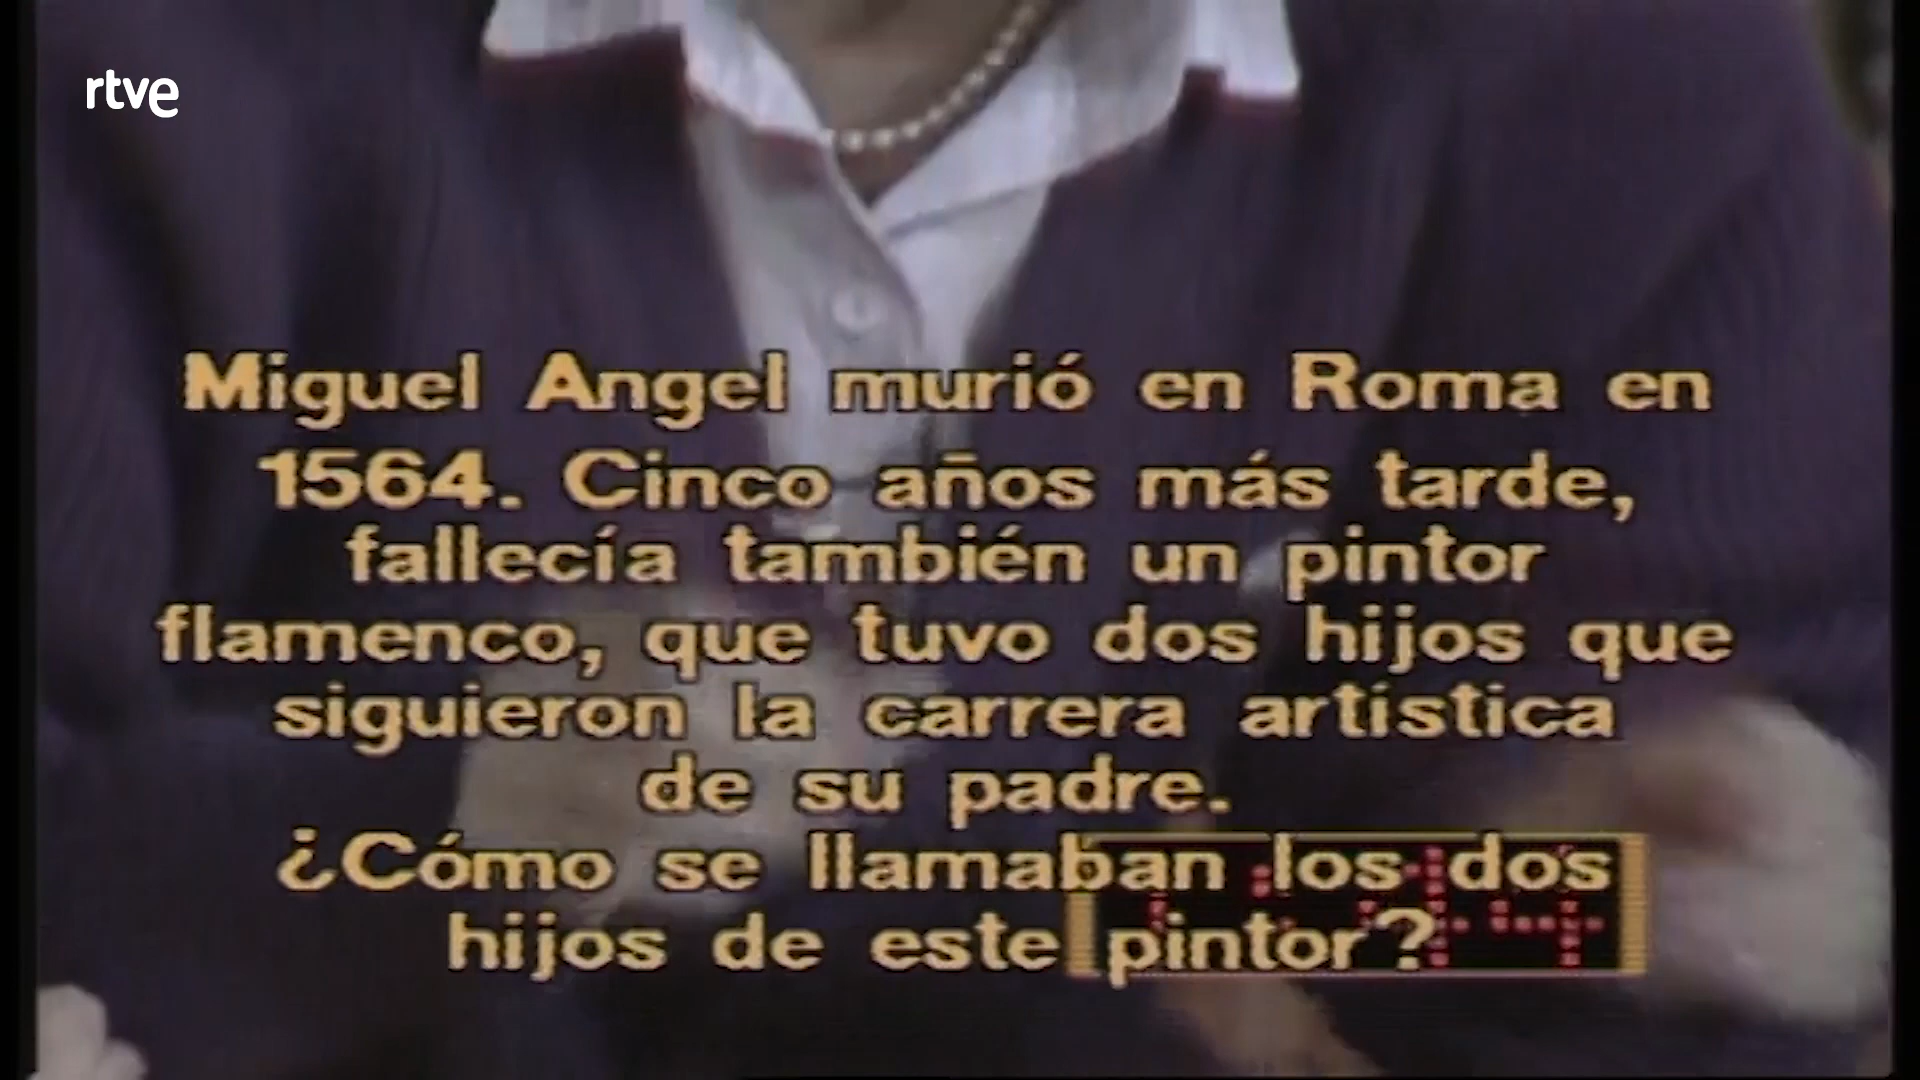 rtve
Miguel Angel murió en Roma en
1564. Cinco años más tarde,
fallecía también un pintor
flamenco, que tuvo dos hijos que
siguieron la carrera artística
de su padre.
¿Cómo se llamaban los dos
hijos de este pintor?